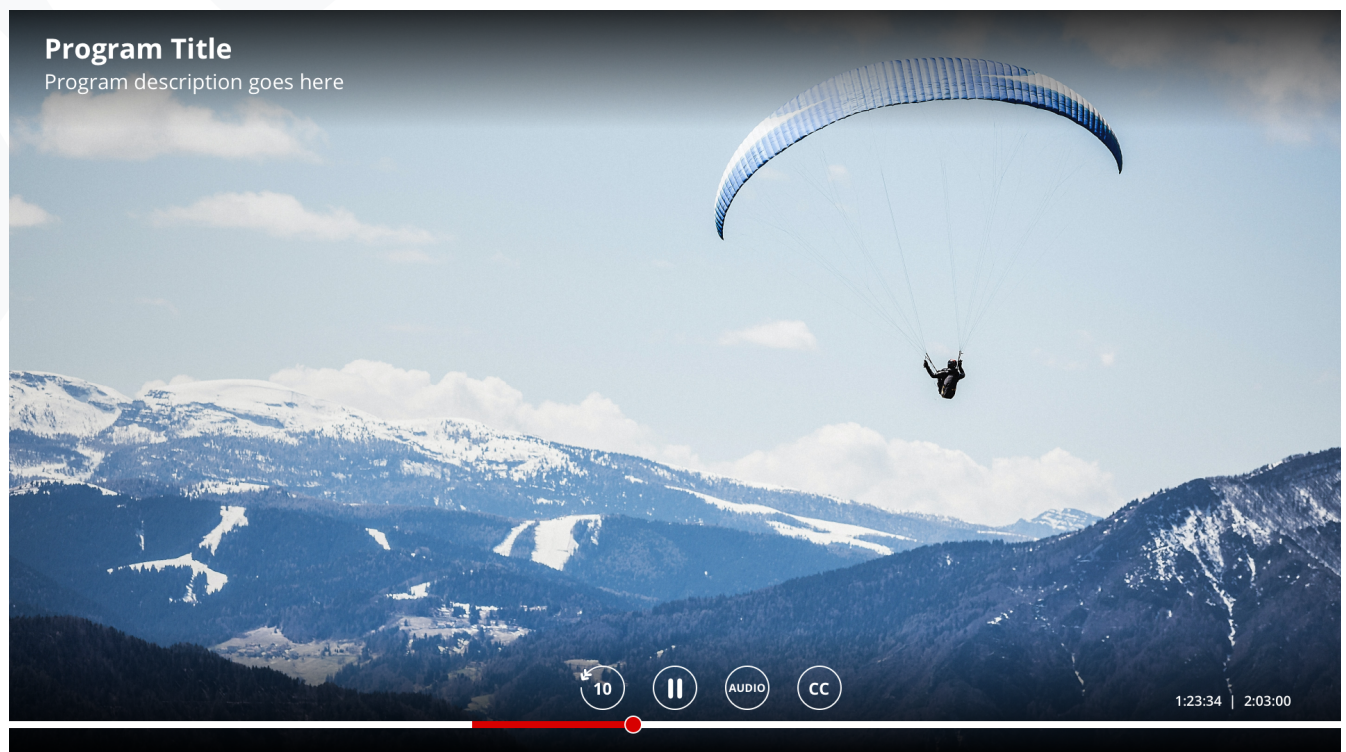 Program Title
Program description goes here
10
AUDIO
CC
1:23:34 | 2:03:00